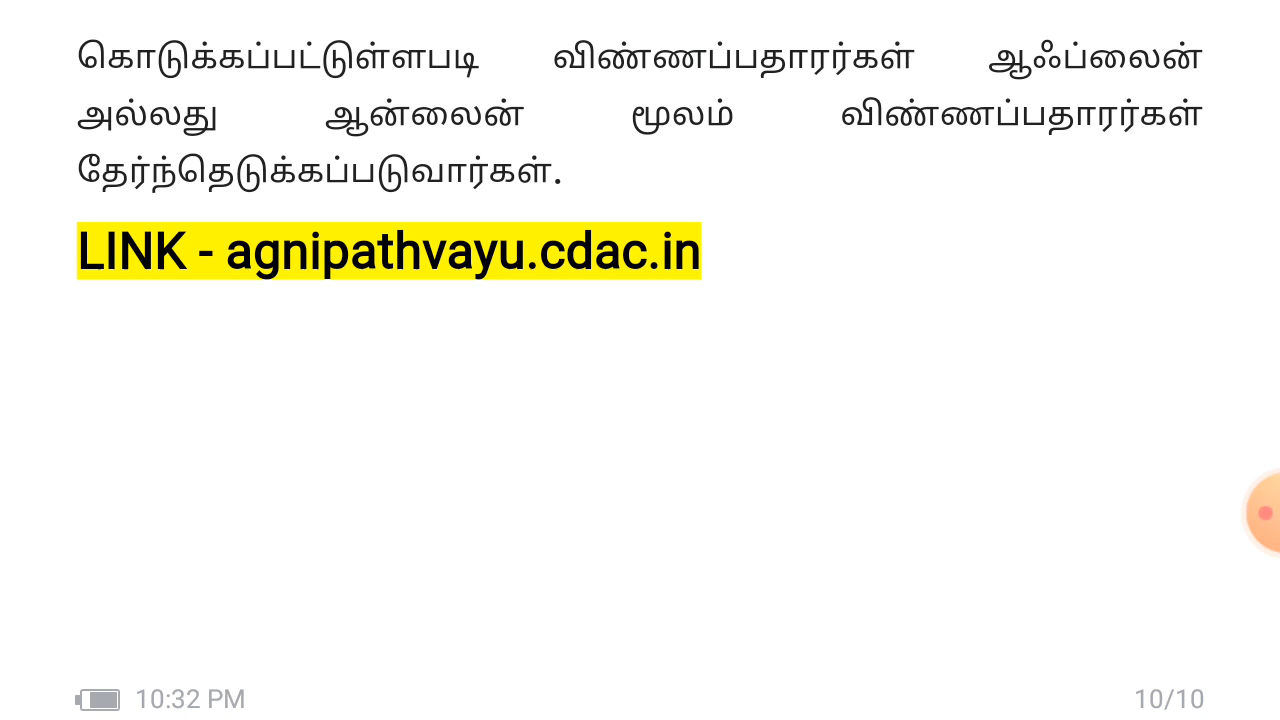 கொடுக்கப்பட்டுள்ளபடி விண்ணப்பதாரர்கள் ஆஃப்லைன்
அல்லது ஆன்லைன் மூலம் விண்ணப்பதாரர்கள்
தேர்ந்தெடுக்கப்படுவார்கள்.
LINK - agnipathvayu.cdac.in
10:32 PM 10/10